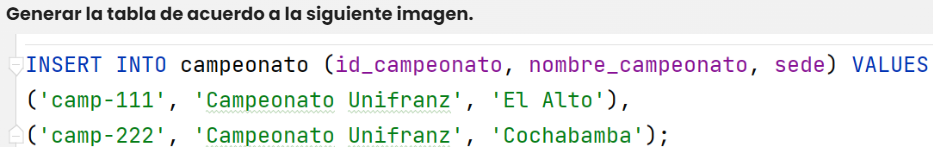 Generar la tabla de acuerdo a la siguiente imagen.
INSERT INTO campeonato (id_campeonato, nombre_campeonato, sede) VALUES
('camp-111', 'Campeonato Unifranz', 'El Alto'),
('camp-222', 'Campeonato Unifranz', 'Cochabamba');